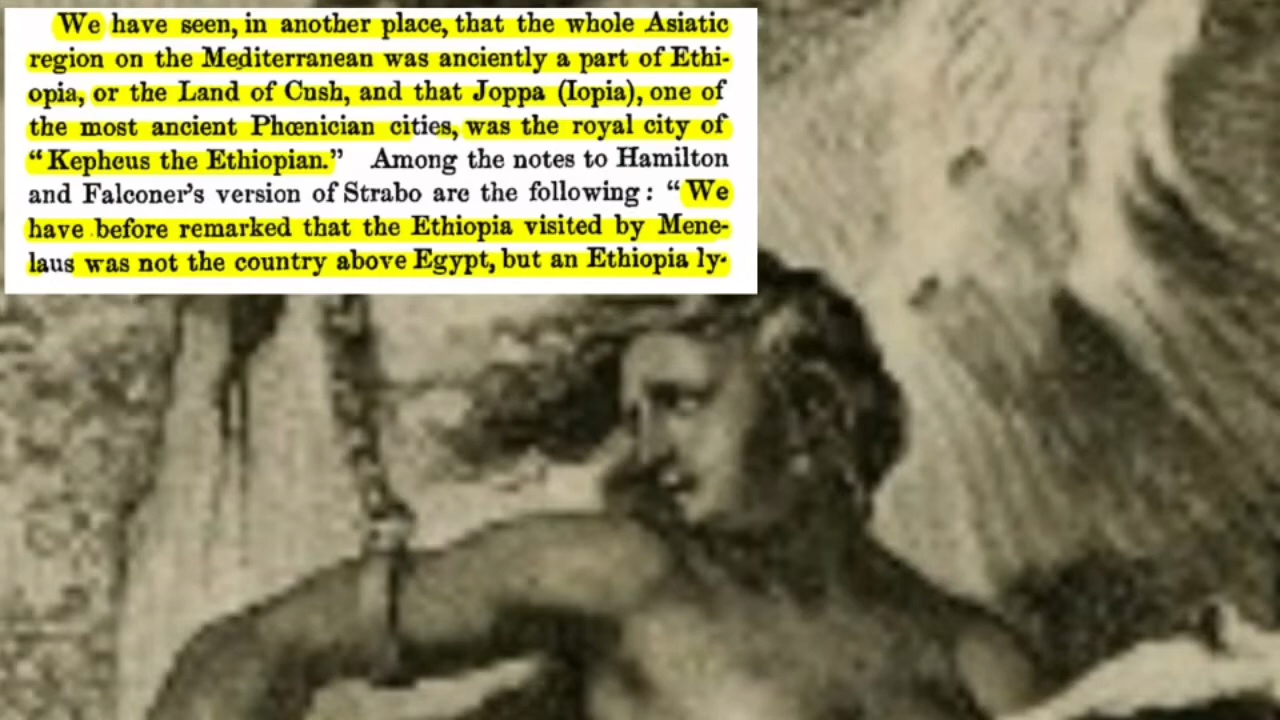 We have seen, in another place, that the whole Asiatic
region on the Mediterranean was anciently a part of Ethi-
opia, or the Land of Cush, and that Joppa (Iopia), one of
the most ancient Phœnician cities, was the royal city of
“Kepheus the Ethiopian.” Among the notes to Hamilton
and Falconer’s version of Strabo are the following: “We
have before remarked that the Ethiopia visited by Mene-
laus was not the country above Egypt, but an Ethiopia ly-